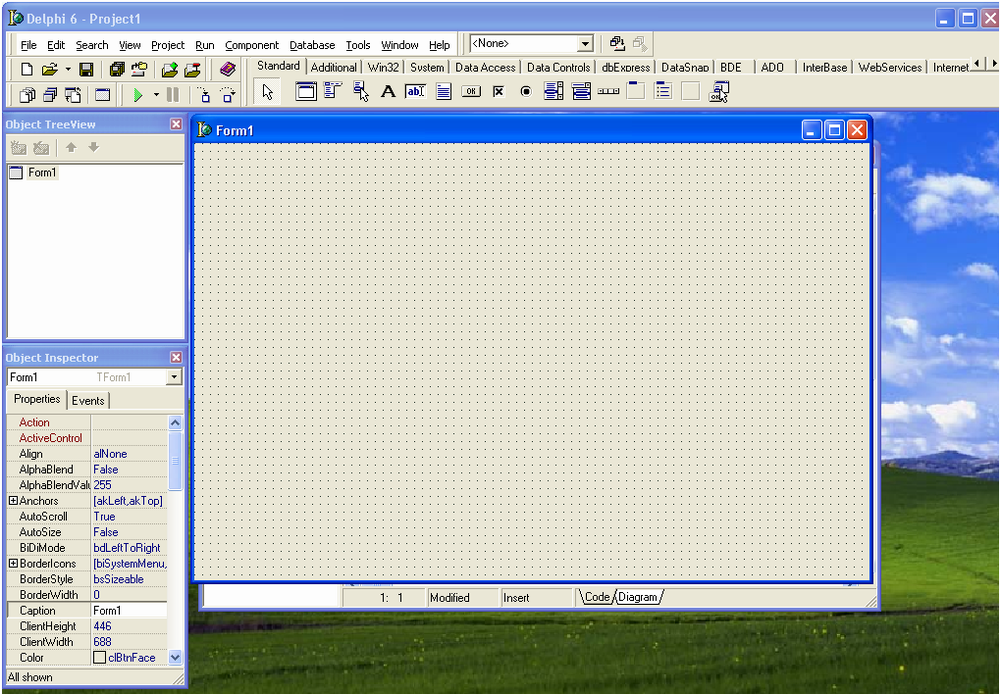 Delphi 6 - Project1
File Edit Search View Project Run Component Database Tools Window Help <None>
Standard Additional Win32 System Data Access Data Controls dbExpress DataSnap BDE ADO InterBase WebServices Internet
A ab OK
Object TreeView
Form1
Form1
Object Inspector
Form1 TForm1
Properties Events
Action
ActiveControl
Align alNone
AlphaBlend False
AlphaBlendValu 255
Anchors [akLeft,akTop]
AutoScroll True
AutoSize False
BiDiMode bdLeftToRight
BorderIcons [biSystemMenu,
BorderStyle bsSizeable
BorderWidth 0
Caption Form1
ClientHeight 446
ClientWidth 688
Color clBtnFace
All shown
1: 1 Modified Insert Code Diagram